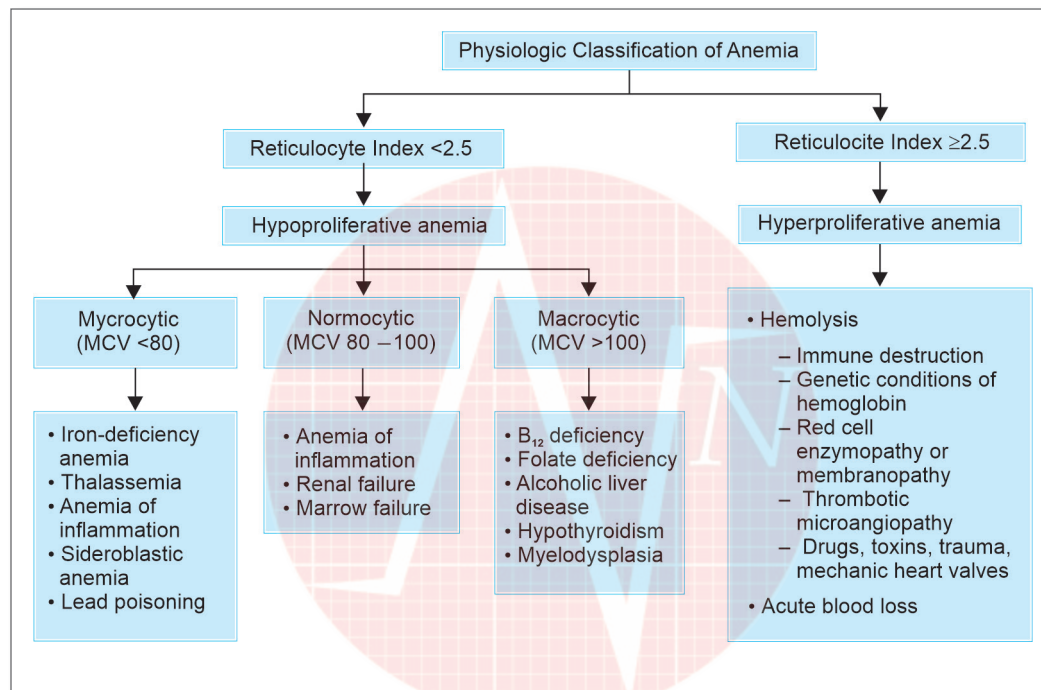 Physiologic Classification of Anemia
Reticulocyte Index <2.5
Reticulocite Index ≥2.5
Hypoproliferative anemia
Hyperproliferative anemia
Mycrocytic
(MCV <80)
Normocytic
(MCV 80 –100)
Macrocytic
(MCV >100)
• Iron-deficiency
anemia
• Thalassemia
• Anemia of
inflammation
• Sideroblastic
anemia
• Lead poisoning
• Anemia of
inflammation
• Renal failure
• Marrow failure
• B₁₂ deficiency
• Folate deficiency
• Alcoholic liver
disease
• Hypothyroidism
• Myelodysplasia
• Hemolysis
– Immune destruction
– Genetic conditions of
hemoglobin
– Red cell
enzymopathy or
membranopathy
– Thrombotic
microangiopathy
– Drugs, toxins, trauma,
mechanic heart valves
• Acute blood loss
N